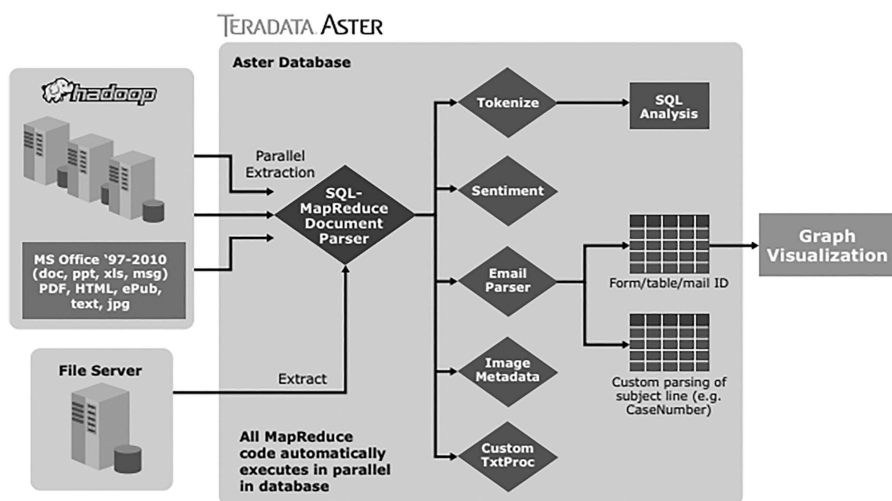 TERADATA ASTER
Aster Database
hadoop
MS Office ‘97-2010
(doc, ppt, xls, msg)
PDF, HTML, ePub,
text, jpg
File Server
Parallel
Extraction
Extract
SQL-
MapReduce
Document
Parser
All MapReduce
code automatically
executes in parallel
in database
Tokenize
SQL
Analysis
Sentiment
Email
Parser
Form/table/mail ID
Graph
Visualization
Custom parsing of
subject line (e.g.
CaseNumber)
Image
Metadata
Custom
TxtProc